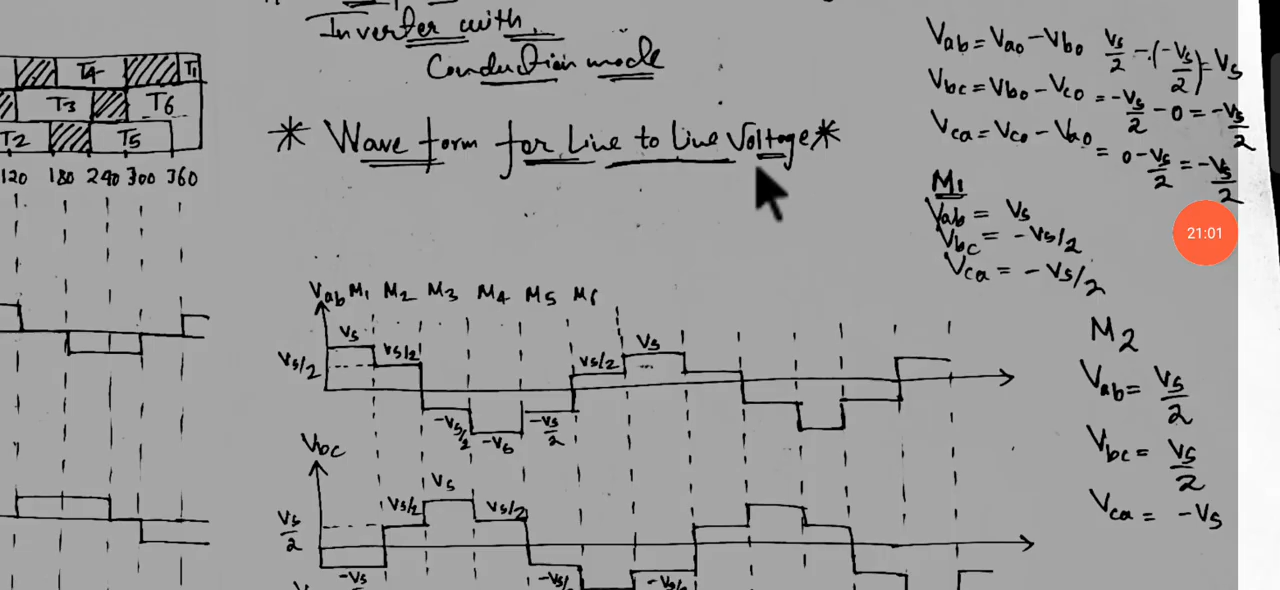 Inverter with
Conduction mode
* Wave form for Line to Line Voltage *
T4 T1
T3 T6
T2 T5
120 180 240 300 360
Vab = Vao - Vbo Vs/2 - (-Vs/2) = Vs
Vbc = Vbo - Vco = -Vs/2 - 0 = -Vs/2
Vca = Vco - Vao = 0 - Vs/2 = -Vs/2
M1
Vab = Vs
Vbc = -Vs/2
Vca = -Vs/2
21:01
M2
Vab = Vs/2
Vbc = Vs/2
Vca = -Vs
Vab M1 M2 M3 M4 M5 M6
Vs Vs/2 Vs/2 Vs
Vs/2
-Vs/2 -Vs -Vs/2
Vbc
Vs/2 Vs Vs/2
Vs/2
-Vs -Vs/ -Vs/2